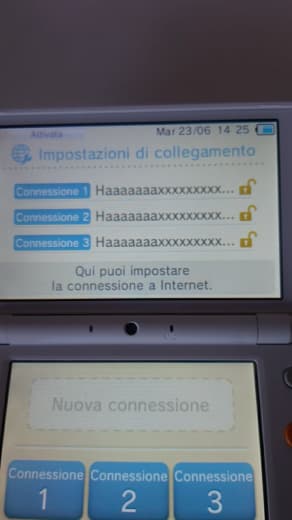 Attivata
Mar 23/06 14 25
Impostazioni di collegamento
Connessione 1 Haaaaaaaxxxxxxxxx...
Connessione 2 Haaaaaaaxxxxxxxxx...
Connessione 3 Haaaaaaaxxxxxxxxx...
Qui puoi impostare
la connessione a Internet.
Nuova connessione
Connessione
1
Connessione
2
Connessione
3